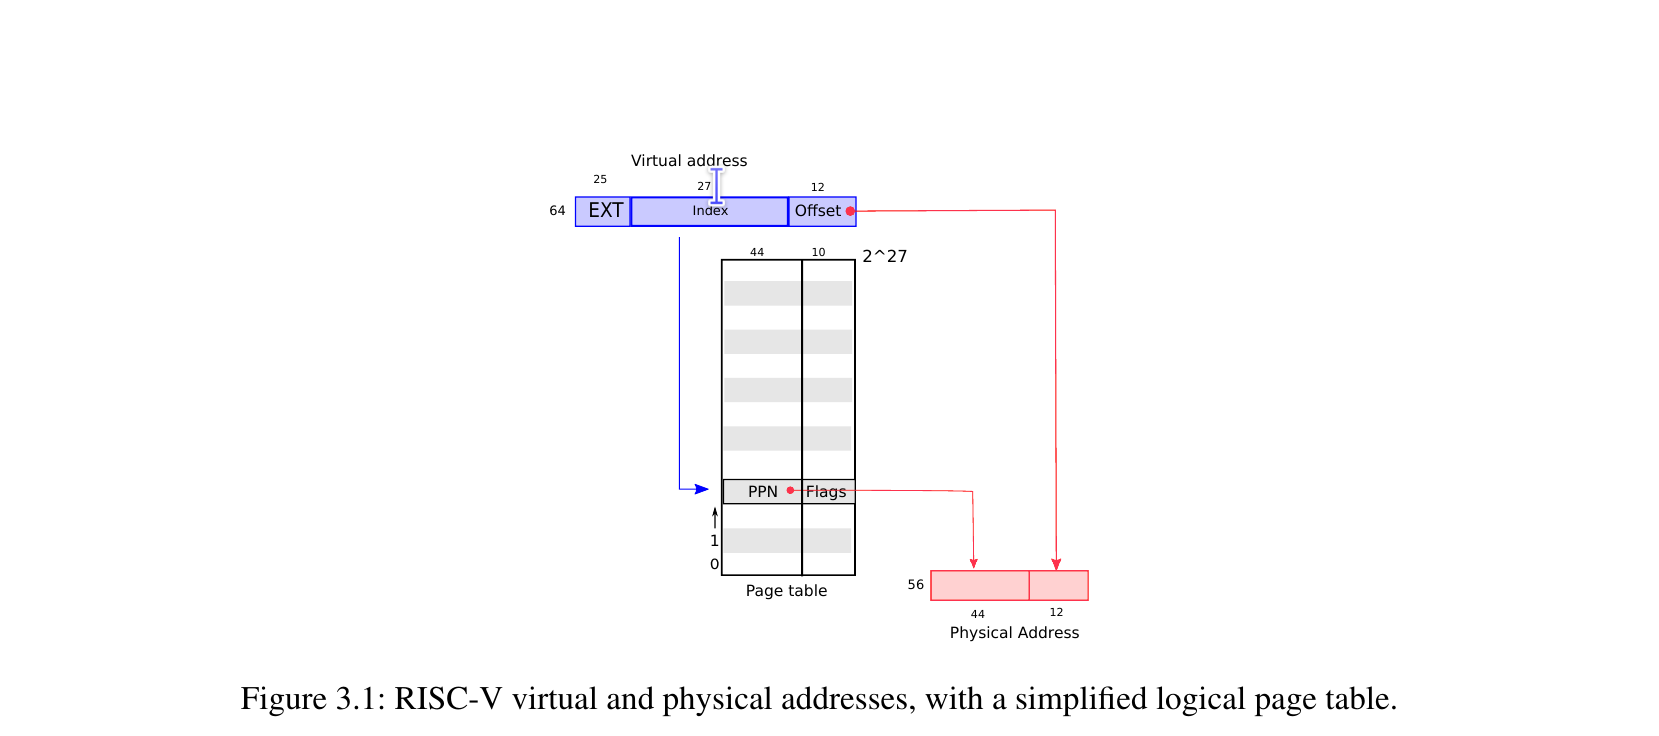 Virtual address
25 27 12
64 EXT Index Offset
44 10 2^27
PPN Flags
1
0
Page table
56
44 12
Physical Address
Figure 3.1: RISC-V virtual and physical addresses, with a simplified logical page table.